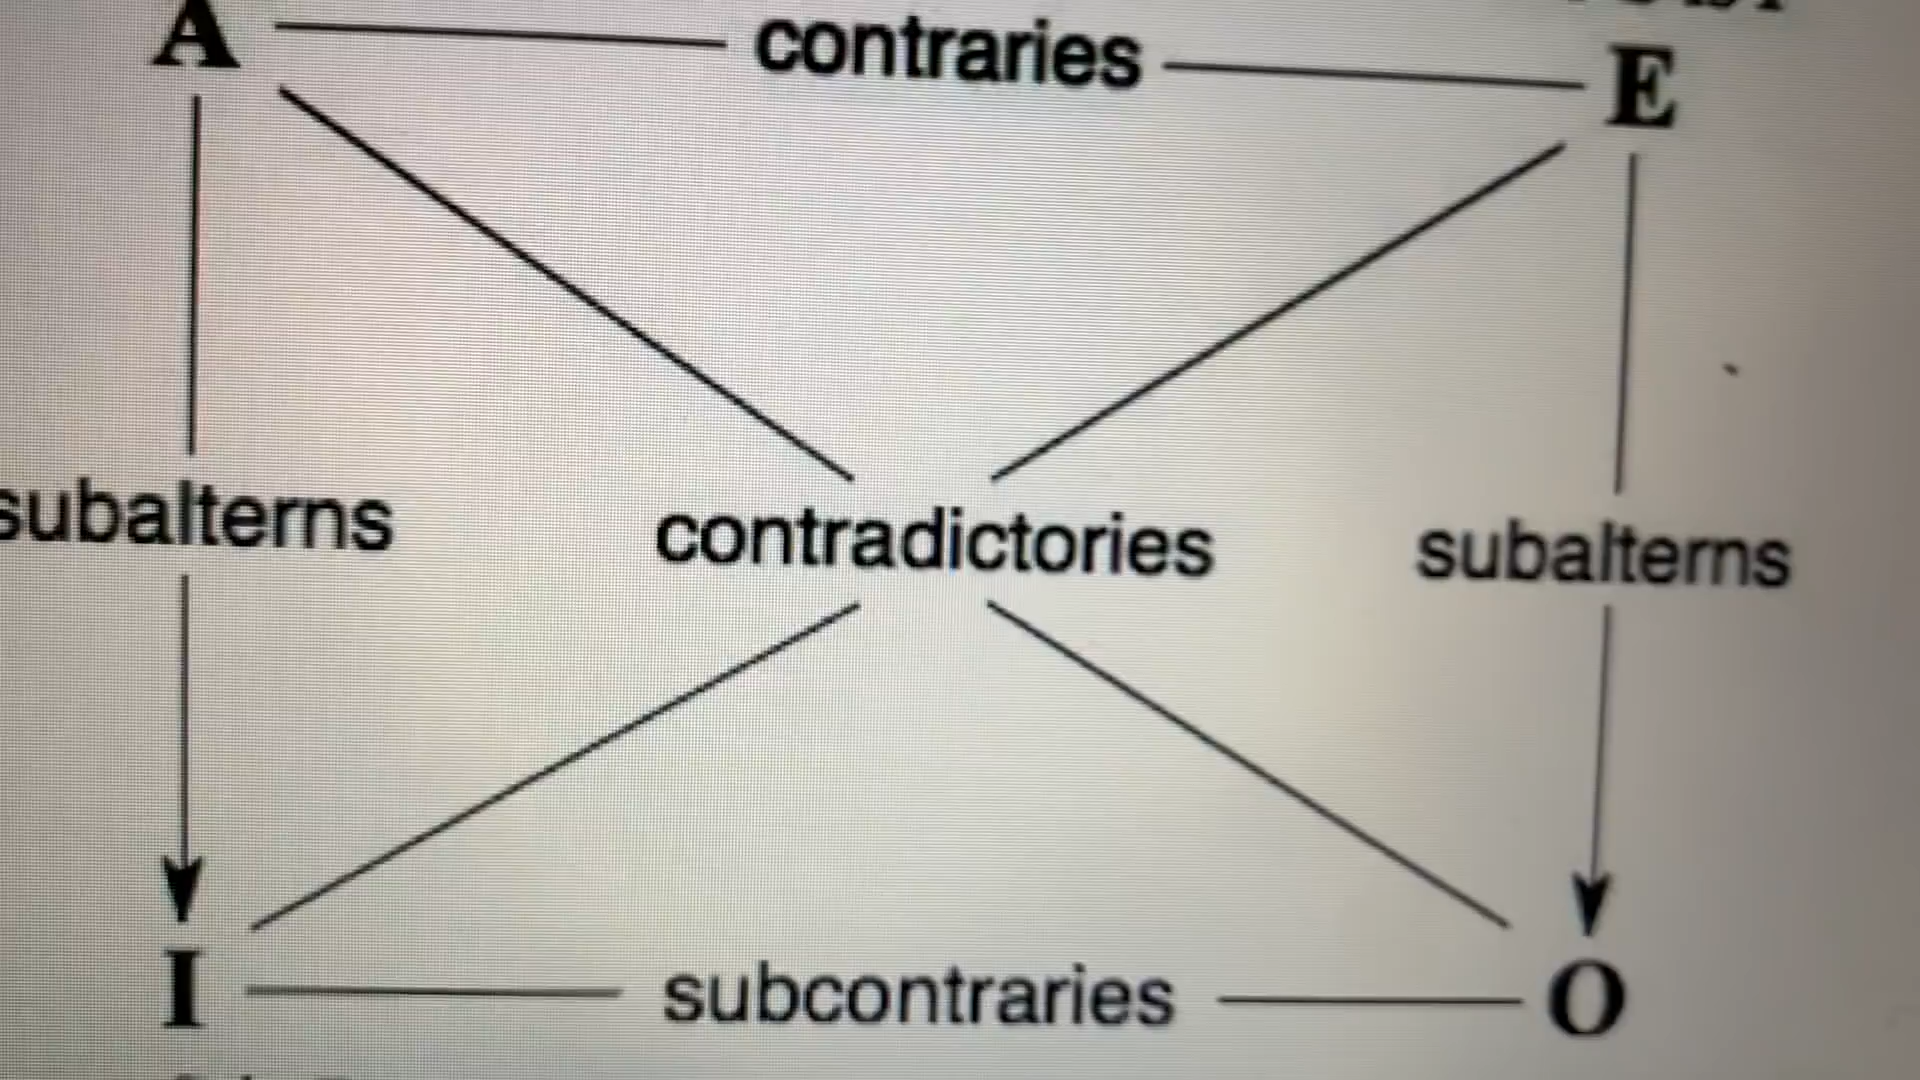 A contraries E
subalterns contradictories subalterns
I subcontraries O